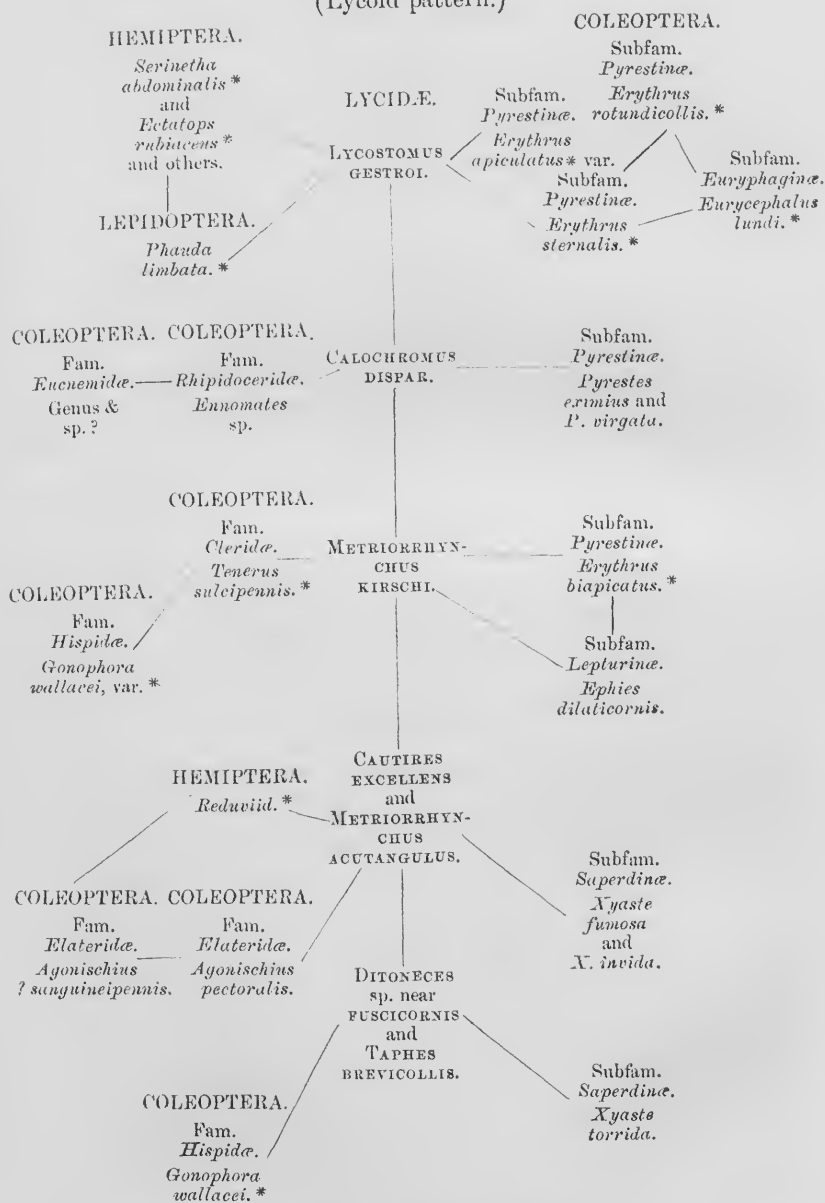 (Lycoid pattern.)
HEMIPTERA.
Serinetha
abdominalis *
and
Ectatops
rubiaceus *
and others.
LEPIDOPTERA.
Phauda
limbata. *
LYCIDÆ.
LYCOSTOMUS
GESTROI.
Subfam.
Pyrestinæ.
Erythrus
apiculatus * var.
COLEOPTERA.
Subfam.
Pyrestinæ.
Erythrus
rotundicollis. *
Subfam.
Pyrestinæ.
Erythrus
sternalis. *
Subfam.
Euryphaginæ.
Eurycephalus
lundi. *
COLEOPTERA.
Fam.
Eucnemidæ.
Genus &
sp. ?
COLEOPTERA.
Fam.
Rhipidoceridæ.
Ennomates
sp.
CALOCHROMUS
DISPAR.
Subfam.
Pyrestinæ.
Pyrestes
eximius and
P. virgata.
COLEOPTERA.
Fam.
Cleridæ.
Tenerus
sulcipennis. *
COLEOPTERA.
Fam.
Hispidæ.
Gonophora
wallacei, var. *
METRIORRHYN-
CHUS
KIRSCHI.
Subfam.
Pyrestinæ.
Erythrus
biapicatus. *
Subfam.
Lepturinæ.
Ephies
dilaticornis.
HEMIPTERA.
Reduviid. *
CAUTIRES
EXCELLENS
and
METRIORRHYN-
CHUS
ACUTANGULUS.
COLEOPTERA.
Fam.
Elateridæ.
Agonischius
? sanguineipennis.
COLEOPTERA.
Fam.
Elateridæ.
Agonischius
pectoralis.
Subfam.
Saperdinæ.
Xyaste
fumosa
and
X. invida.
DITONECES
sp. near
FUSCICORNIS
and
TAPHES
BREVICOLLIS.
COLEOPTERA.
Fam.
Hispidæ.
Gonophora
wallacei. *
Subfam.
Saperdinæ.
Xyaste
torrida.